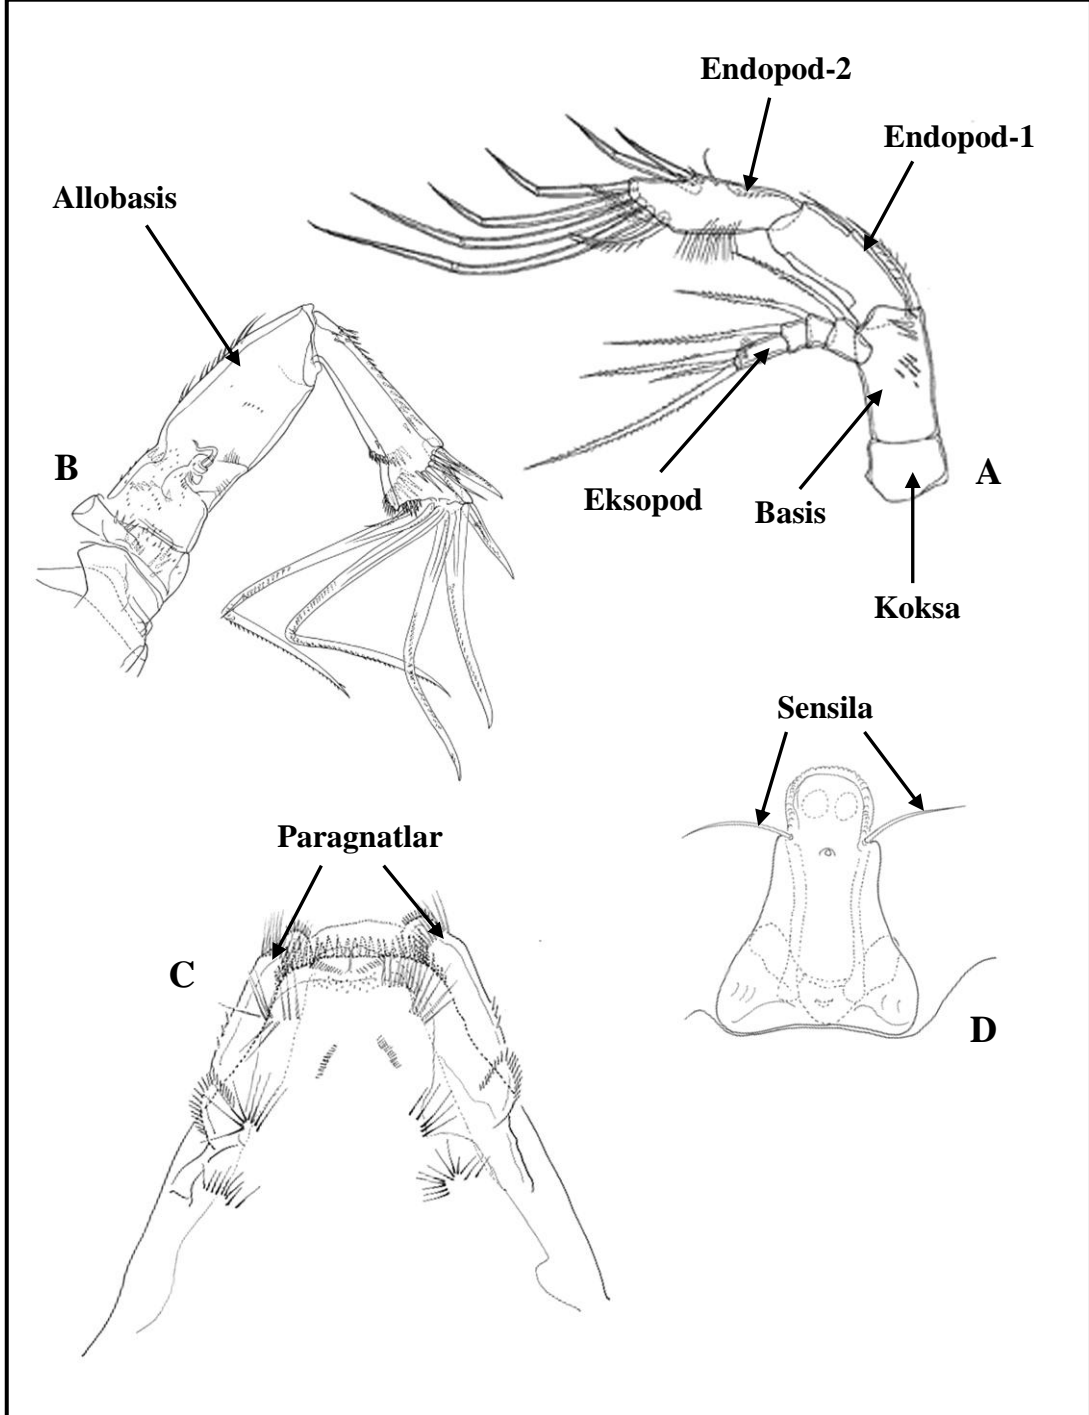 Endopod-2
Endopod-1
Allobasis
B
A
Eksopod
Basis
Koksa
Sensila
Paragnatlar
C
D